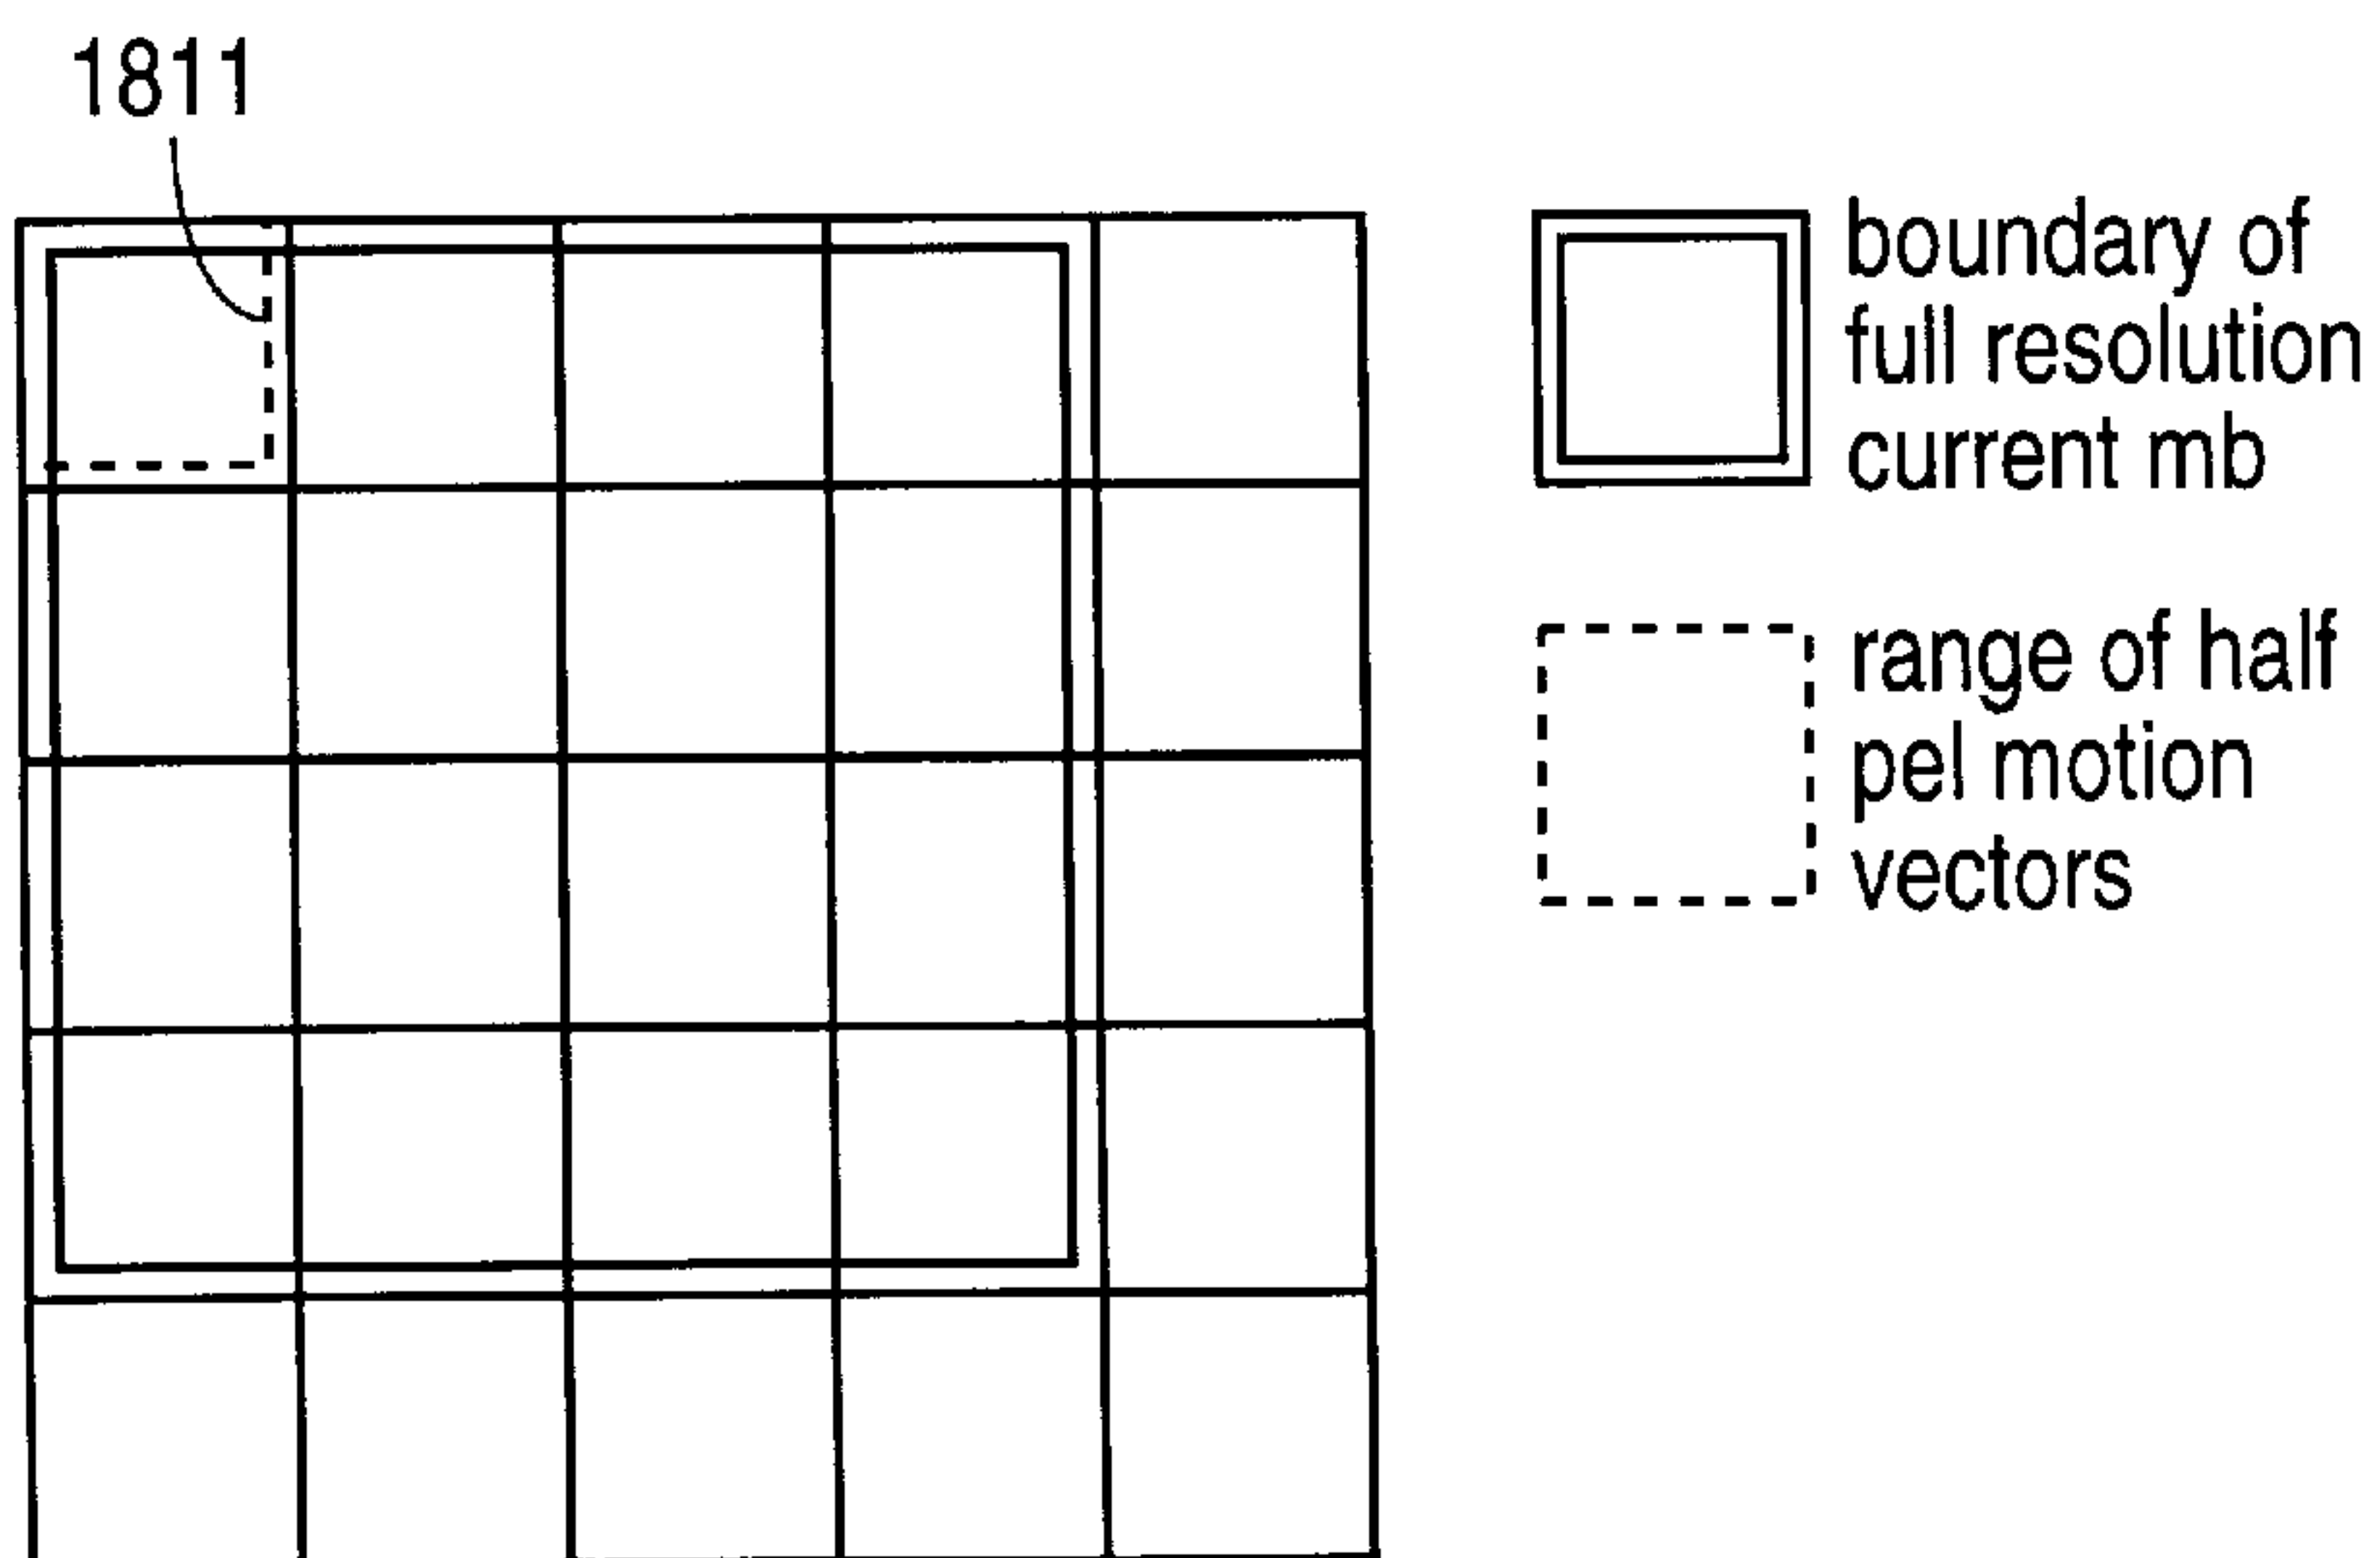 1811
boundary of
full resolution
current mb
range of half
pel motion
vectors